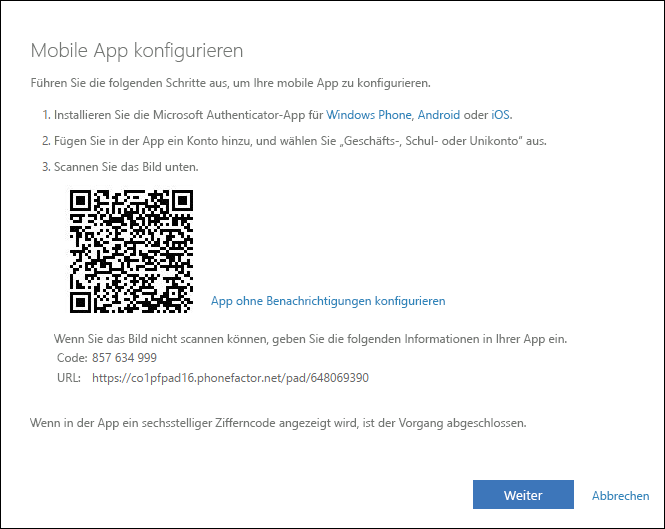 Mobile App konfigurieren
Führen Sie die folgenden Schritte aus, um Ihre mobile App zu konfigurieren.
1. Installieren Sie die Microsoft Authenticator-App für Windows Phone, Android oder iOS.
2. Fügen Sie in der App ein Konto hinzu, und wählen Sie „Geschäfts-, Schul- oder Unikonto“ aus.
3. Scannen Sie das Bild unten.
App ohne Benachrichtigungen konfigurieren
Wenn Sie das Bild nicht scannen können, geben Sie die folgenden Informationen in Ihrer App ein.
Code: 857 634 999
URL: https://co1pfpad16.phonefactor.net/pad/648069390
Wenn in der App ein sechsstelliger Zifferncode angezeigt wird, ist der Vorgang abgeschlossen.
Weiter Abbrechen